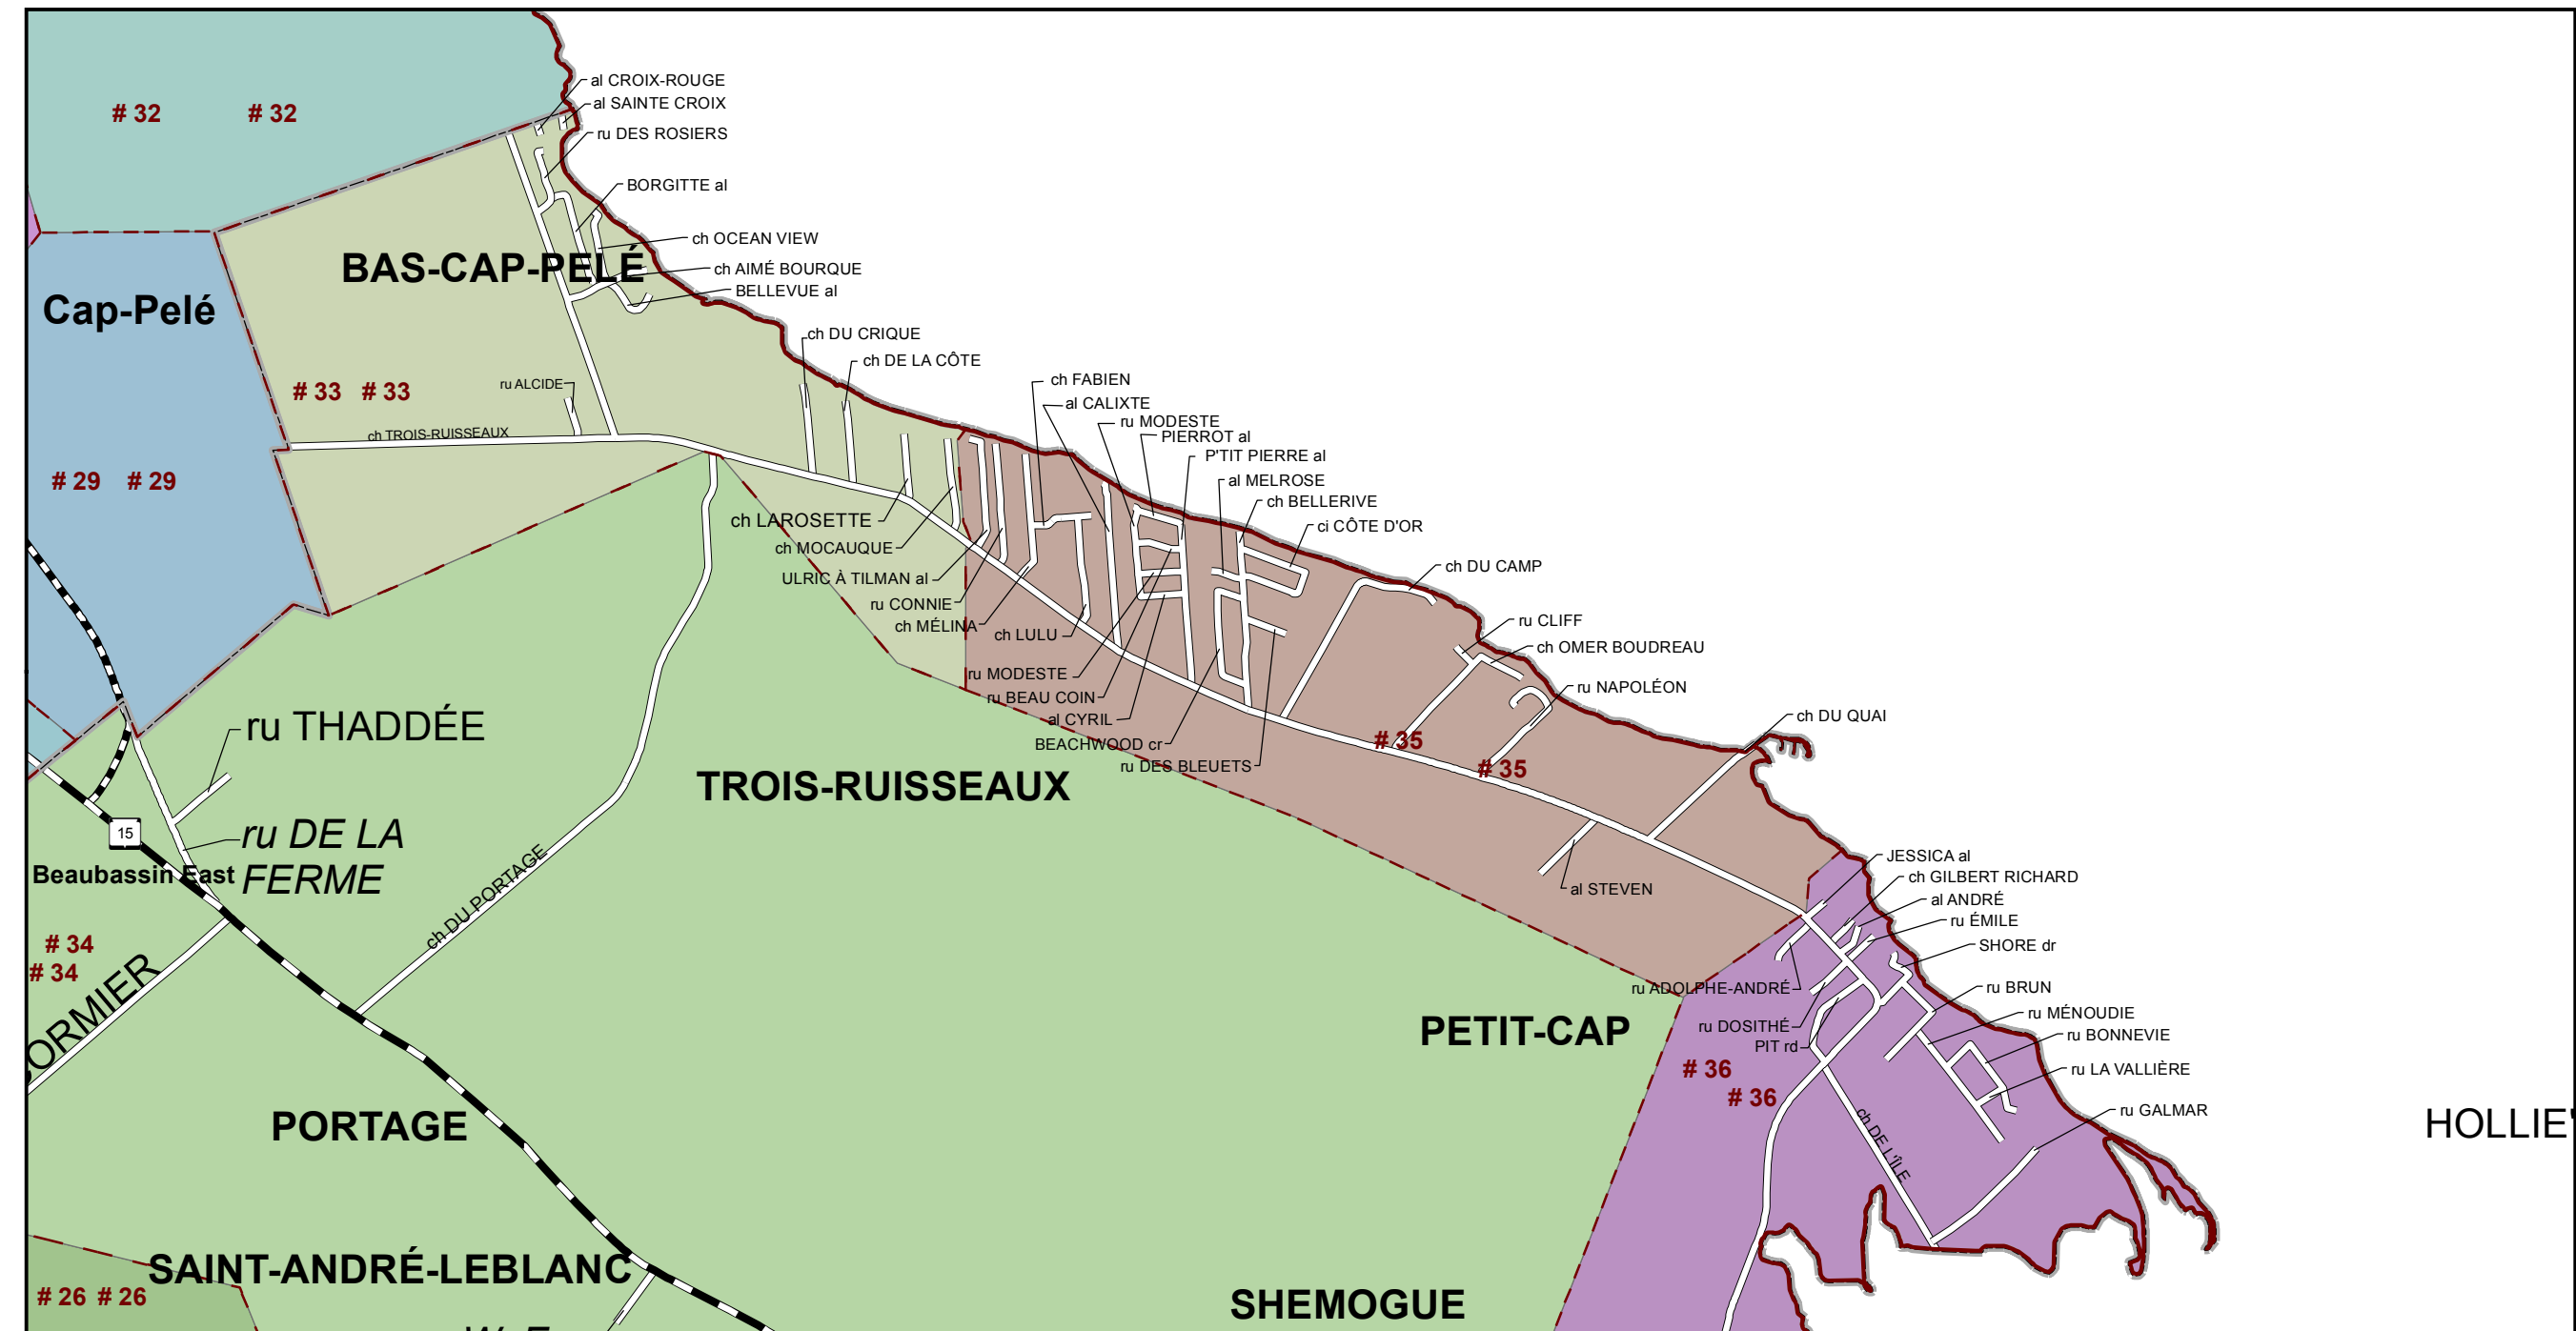 al CROIX-ROUGE
al SAINTE CROIX
# 32 # 32
ru DES ROSIERS
BORGITTE al
ch OCEAN VIEW
BAS-CAP-PELÉ
ch AIMÉ BOURQUE
BELLEVUE al
Cap-Pelé
ch DU CRIQUE
ch DE LA CÔTE
ch FABIEN
ru ALCIDE
# 33 # 33
al CALIXTE
ru MODESTE
ch TROIS-RUISSEAUX
PIERROT al
P'TIT PIERRE al
# 29 # 29
al MELROSE
ch BELLERIVE
ch LAROSETTE
ci CÔTE D'OR
ch MOCAUQUE
ch DU CAMP
ULRIC À TILMAN al
ru CONNIE
ru CLIFF
ch MÉLINA
ch LULU
ch OMER BOUDREAU
ru MODESTE
ru NAPOLÉON
ru BEAU COIN
al CYRIL
ch DU QUAI
ru THADDÉE
BEACHWOOD cr
# 35
ru DES BLEUETS
# 35
TROIS-RUISSEAUX
15
ru DE LA
FERME
JESSICA al
Beaubassin East
ch GILBERT RICHARD
al STEVEN
al ANDRÉ
ch DU PORTAGE
ru ÉMILE
# 34
SHORE dr
# 34
ru ADOLPHE-ANDRÉ
ru BRUN
ru MÉNOUDIE
PETIT-CAP
ru DOSITHÉ
ru BONNEVIE
PIT rd
ru LA VALLIÈRE
# 36
# 36
ru GALMAR
PORTAGE
HOLLIE'
ch DE L'ÎLE
SAINT-ANDRÉ-LEBLANC
# 26 # 26
SHEMOGUE